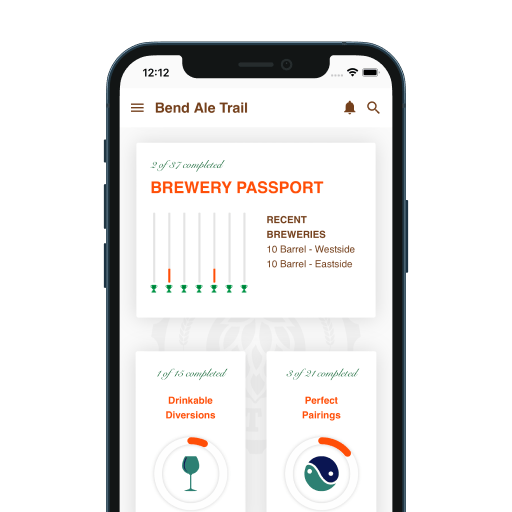 12:12
Bend Ale Trail
2 of 37 completed
BREWERY PASSPORT
RECENT
BREWERIES
10 Barrel - Westside
10 Barrel - Eastside
1 of 15 completed
Drinkable
Diversions
3 of 21 completed
Perfect
Pairings